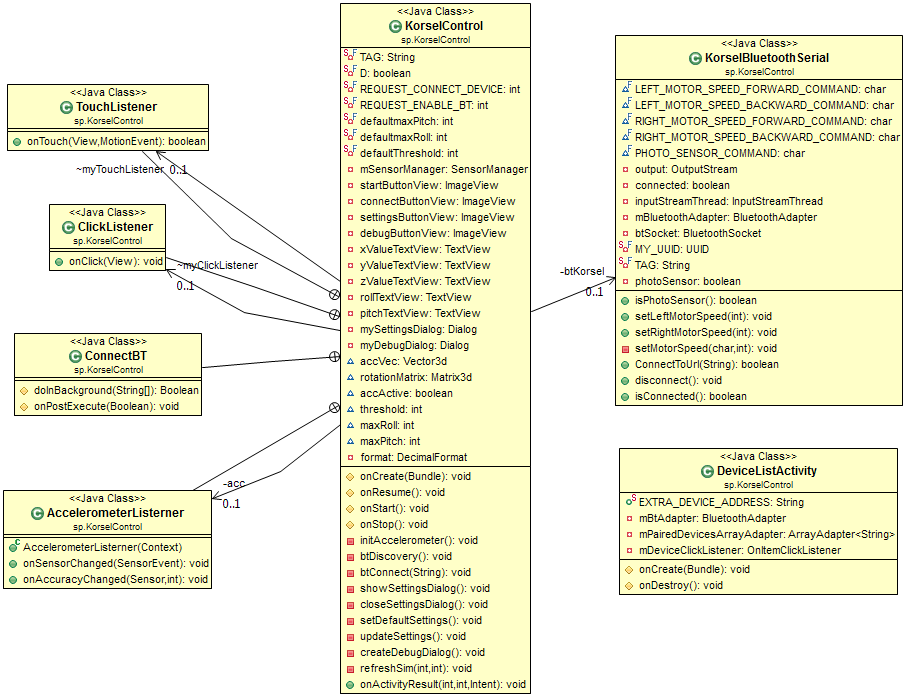 <<Java Class>>
KorselControl
sp.KorselControl
TAG: String
D: boolean
REQUEST_CONNECT_DEVICE: int
REQUEST_ENABLE_BT: int
defaultmaxPitch: int
defaultmaxRoll: int
defaultThreshold: int
mSensorManager: SensorManager
startButtonView: ImageView
connectButtonView: ImageView
settingsButtonView: ImageView
debugButtonView: ImageView
xValueTextView: TextView
yValueTextView: TextView
zValueTextView: TextView
rollTextView: TextView
pitchTextView: TextView
mySettingsDialog: Dialog
myDebugDialog: Dialog
accVec: Vector3d
rotationMatrix: Matrix3d
accActive: boolean
threshold: int
maxRoll: int
maxPitch: int
format: DecimalFormat
onCreate(Bundle): void
onResume(): void
onStart(): void
onStop(): void
initAccelerometer(): void
btDiscovery(): void
btConnect(String): void
showSettingsDialog(): void
closeSettingsDialog(): void
setDefaultSettings(): void
updateSettings(): void
createDebugDialog(): void
refreshSim(int,int): void
onActivityResult(int,int,Intent): void
<<Java Class>>
TouchListener
sp.KorselControl
onTouch(View,MotionEvent): boolean
~myTouchListener
0..1
<<Java Class>>
ClickListener
sp.KorselControl
onClick(View): void
~myClickListener
0..1
<<Java Class>>
ConnectBT
sp.KorselControl
doInBackground(String[]): Boolean
onPostExecute(Boolean): void
<<Java Class>>
AccelerometerListerner
sp.KorselControl
AccelerometerListerner(Context)
onSensorChanged(SensorEvent): void
onAccuracyChanged(Sensor,int): void
-acc
0..1
-btKorsel
0..1
<<Java Class>>
KorselBluetoothSerial
sp.KorselControl
LEFT_MOTOR_SPEED_FORWARD_COMMAND: char
LEFT_MOTOR_SPEED_BACKWARD_COMMAND: char
RIGHT_MOTOR_SPEED_FORWARD_COMMAND: char
RIGHT_MOTOR_SPEED_BACKWARD_COMMAND: char
PHOTO_SENSOR_COMMAND: char
output: OutputStream
connected: boolean
inputStreamThread: InputStreamThread
mBluetoothAdapter: BluetoothAdapter
btSocket: BluetoothSocket
MY_UUID: UUID
TAG: String
photoSensor: boolean
isPhotoSensor(): boolean
setLeftMotorSpeed(int): void
setRightMotorSpeed(int): void
setMotorSpeed(char,int): void
ConnectToUrl(String): boolean
disconnect(): void
isConnected(): boolean
<<Java Class>>
DeviceListActivity
sp.KorselControl
EXTRA_DEVICE_ADDRESS: String
mBtAdapter: BluetoothAdapter
mPairedDevicesArrayAdapter: ArrayAdapter<String>
mDeviceClickListener: OnItemClickListener
onCreate(Bundle): void
onDestroy(): void